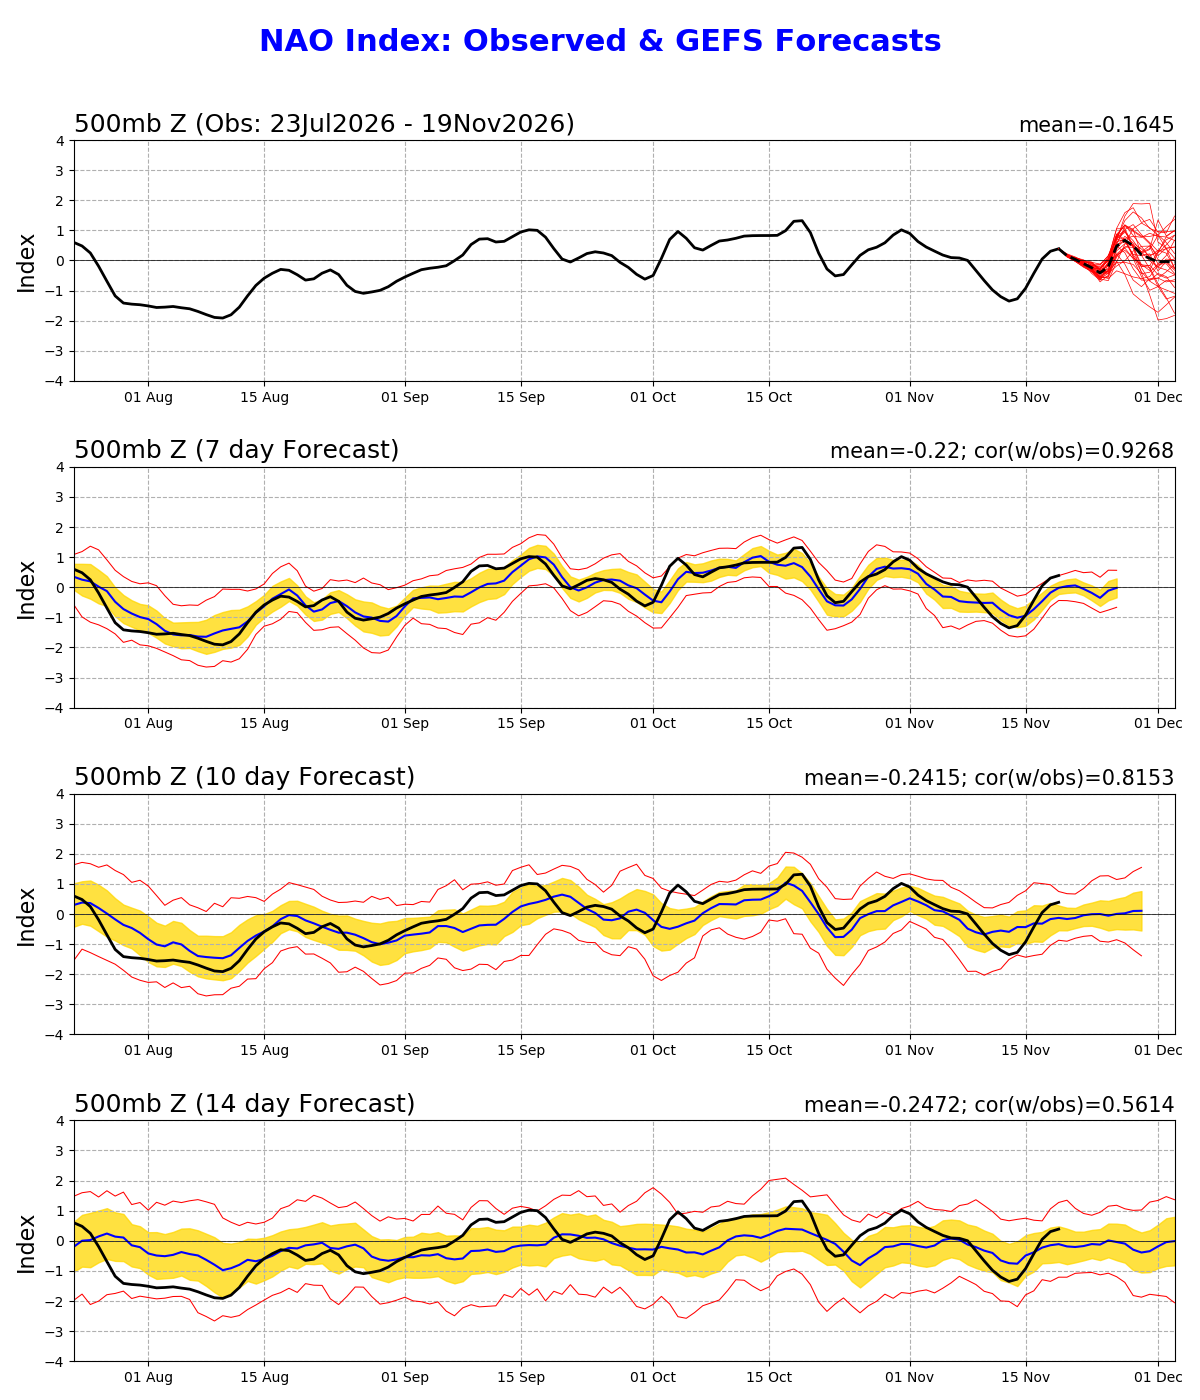 NAO Index: Observed & GEFS Forecasts
500mb Z (Obs: 23Jul2026 - 19Nov2026) mean=-0.1645
4
3
2
1
0
−1
−2
−3
−4
Index
01 Aug 15 Aug 01 Sep 15 Sep 01 Oct 15 Oct 01 Nov 15 Nov 01 Dec
500mb Z (7 day Forecast) mean=-0.22; cor(w/obs)=0.9268
4
3
2
1
0
−1
−2
−3
−4
Index
01 Aug 15 Aug 01 Sep 15 Sep 01 Oct 15 Oct 01 Nov 15 Nov 01 Dec
500mb Z (10 day Forecast) mean=-0.2415; cor(w/obs)=0.8153
4
3
2
1
0
−1
−2
−3
−4
Index
01 Aug 15 Aug 01 Sep 15 Sep 01 Oct 15 Oct 01 Nov 15 Nov 01 Dec
500mb Z (14 day Forecast) mean=-0.2472; cor(w/obs)=0.5614
4
3
2
1
0
−1
−2
−3
−4
Index
01 Aug 15 Aug 01 Sep 15 Sep 01 Oct 15 Oct 01 Nov 15 Nov 01 Dec